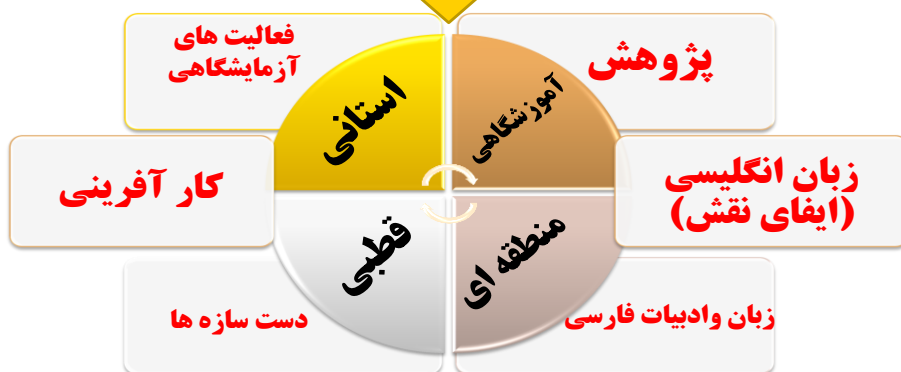 پژوهش
فعالیت های
آزمایشگاهی
آموزشگاهی
استانی
زبان انگلیسی
(ایفای نقش)
کار آفرینی
منطقه ای
قطبی
زبان وادبیات فارسی
دست سازه ها